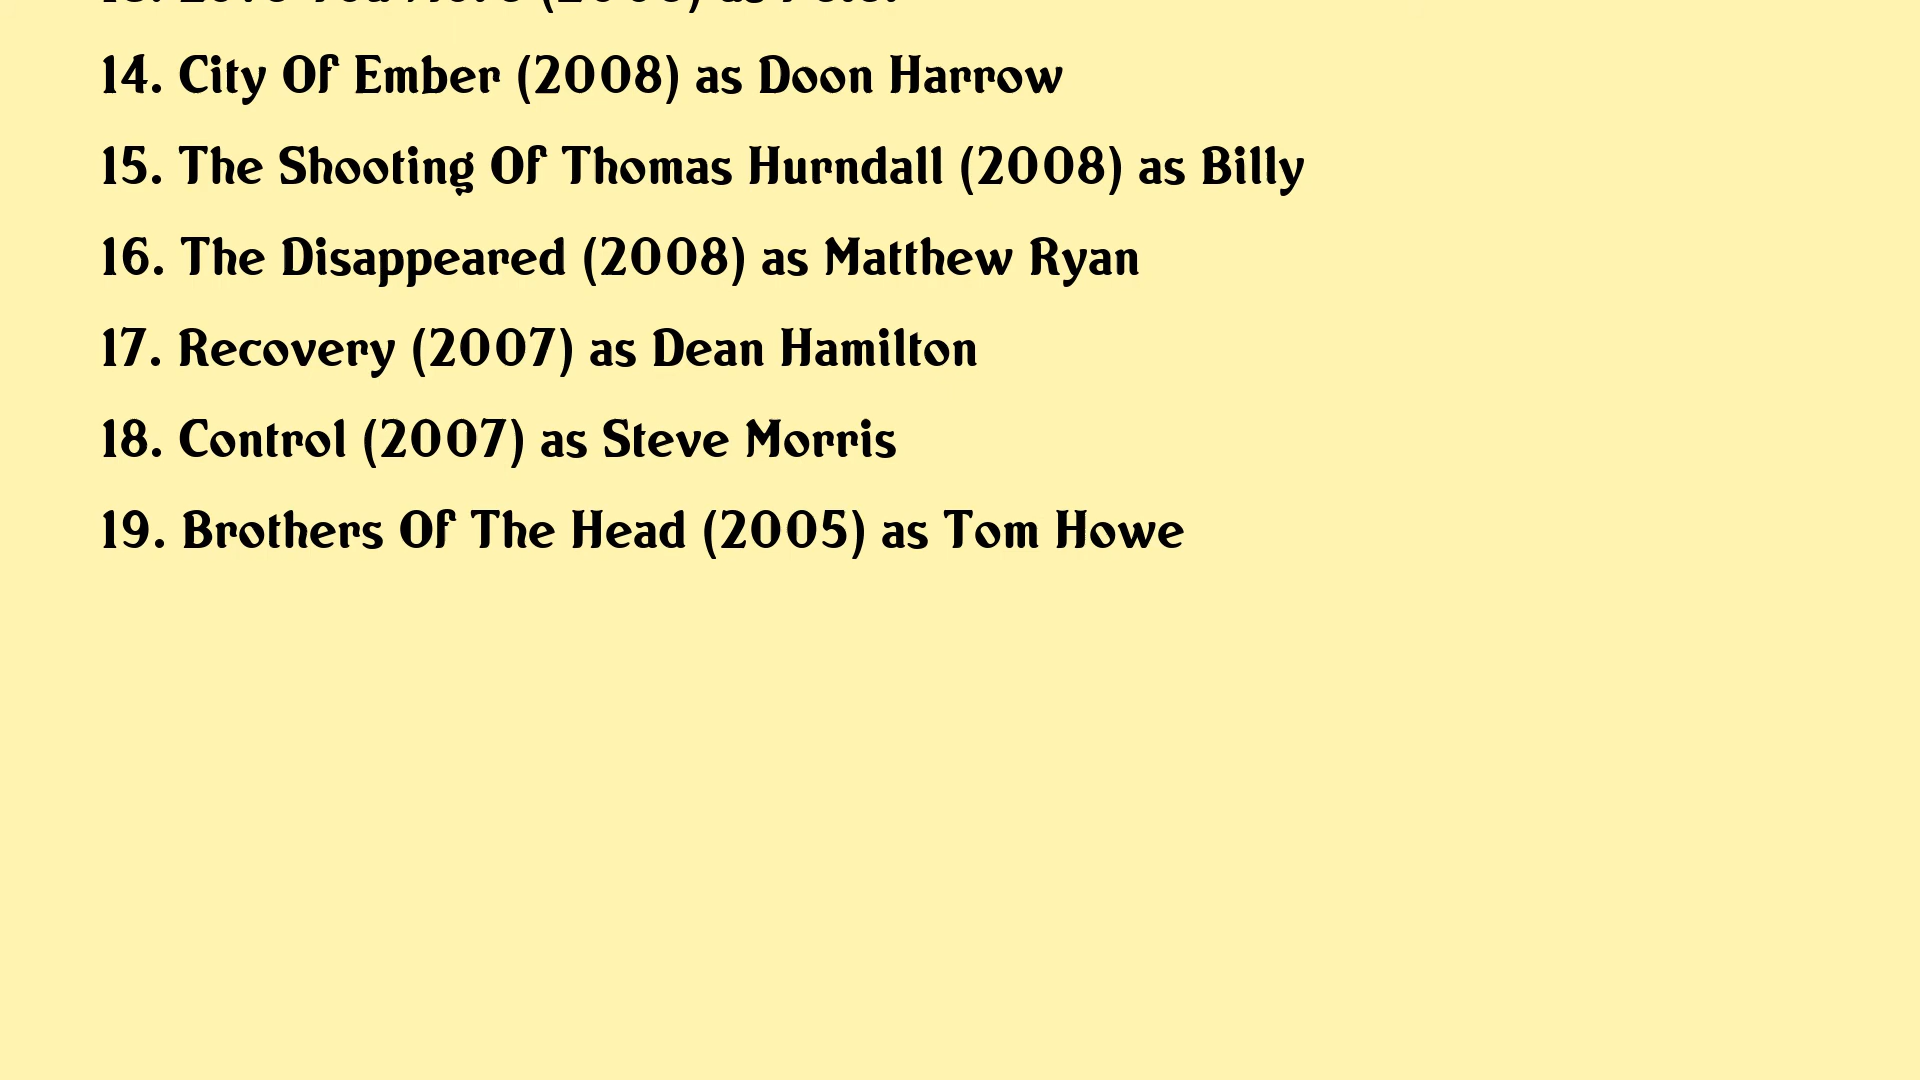 14. City Of Ember (2008) as Doon Harrow
15. The Shooting Of Thomas Hurndall (2008) as Billy
16. The Disappeared (2008) as Matthew Ryan
17. Recovery (2007) as Dean Hamilton
18. Control (2007) as Steve Morris
19. Brothers Of The Head (2005) as Tom Howe